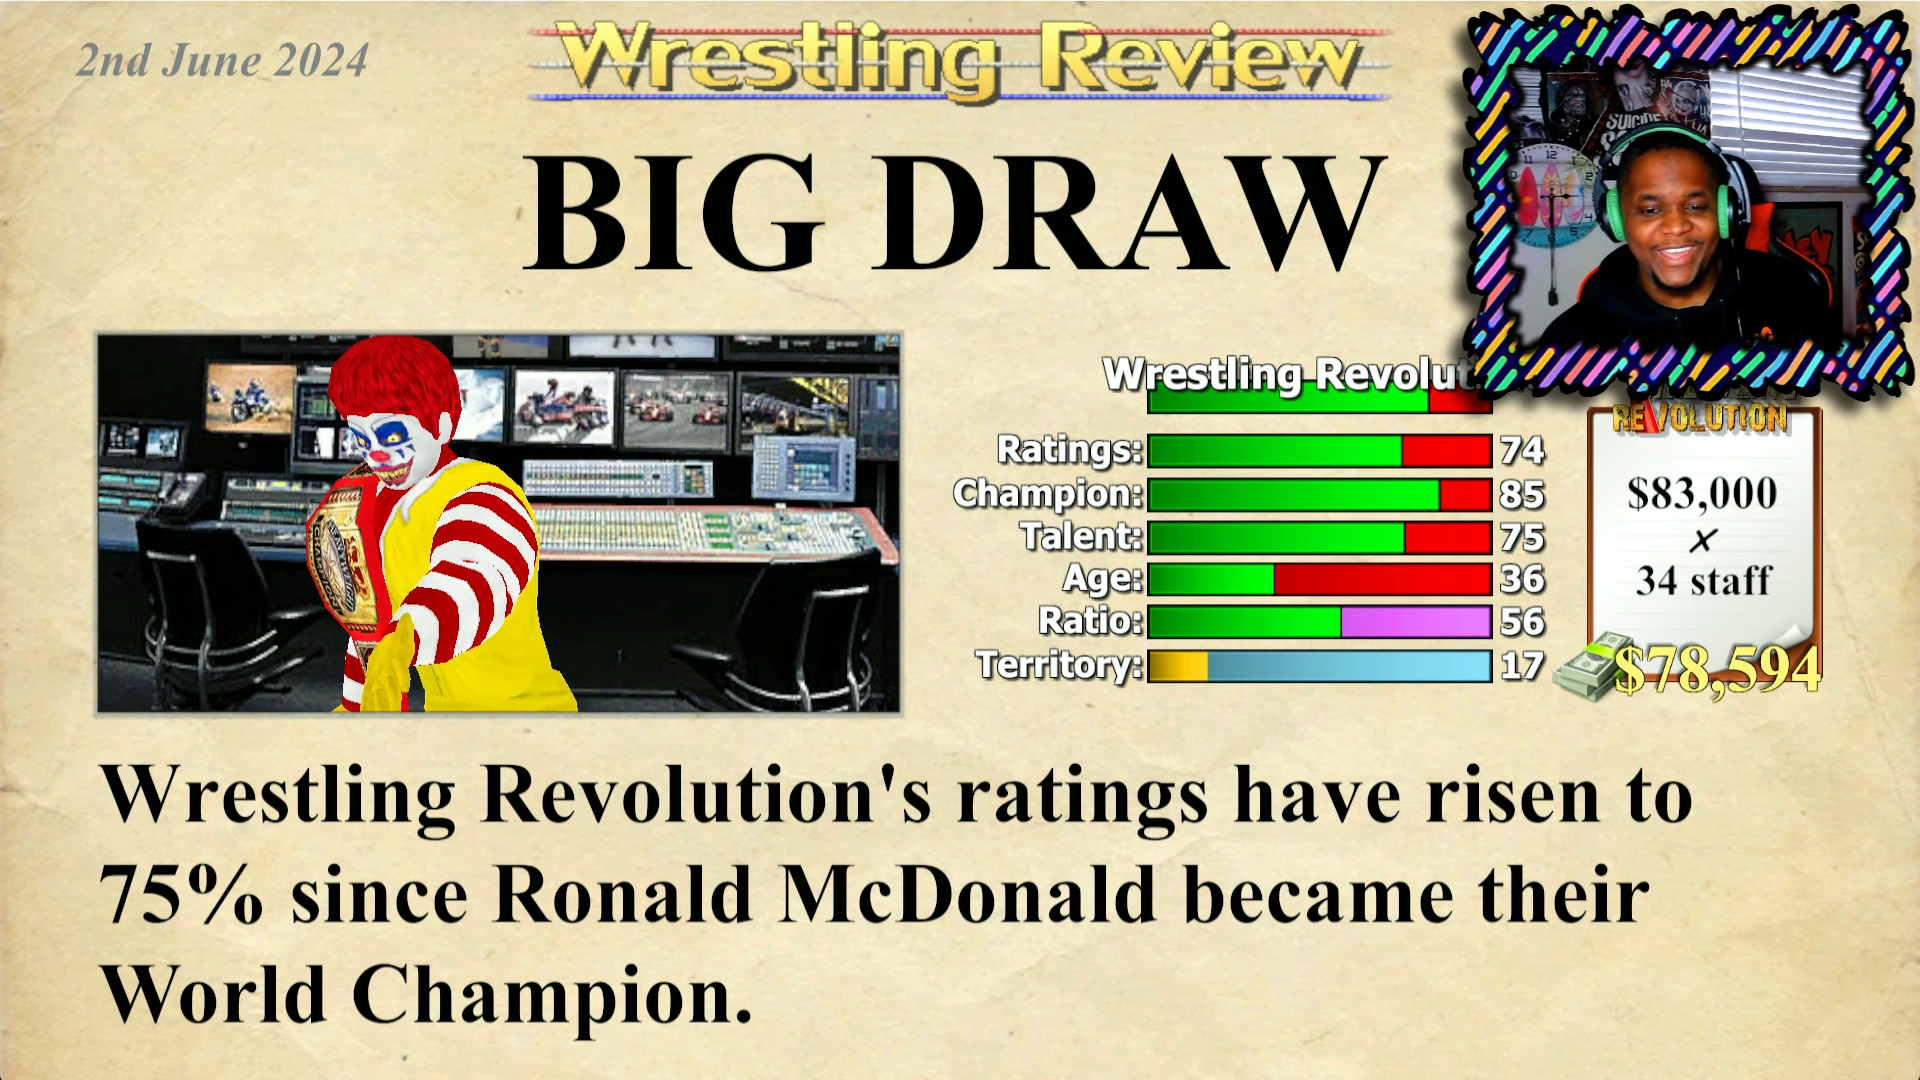 2nd June 2024
Wrestling Review
BIG DRAW
Wrestling Revolut
REVOLUTION
Ratings: 74
Champion: 85
Talent: 75
Age: 36
Ratio: 56
Territory: 17
$83,000
×
34 staff
$78,594
SUICIDE
Wrestling Revolution's ratings have risen to
75% since Ronald McDonald became their
World Champion.